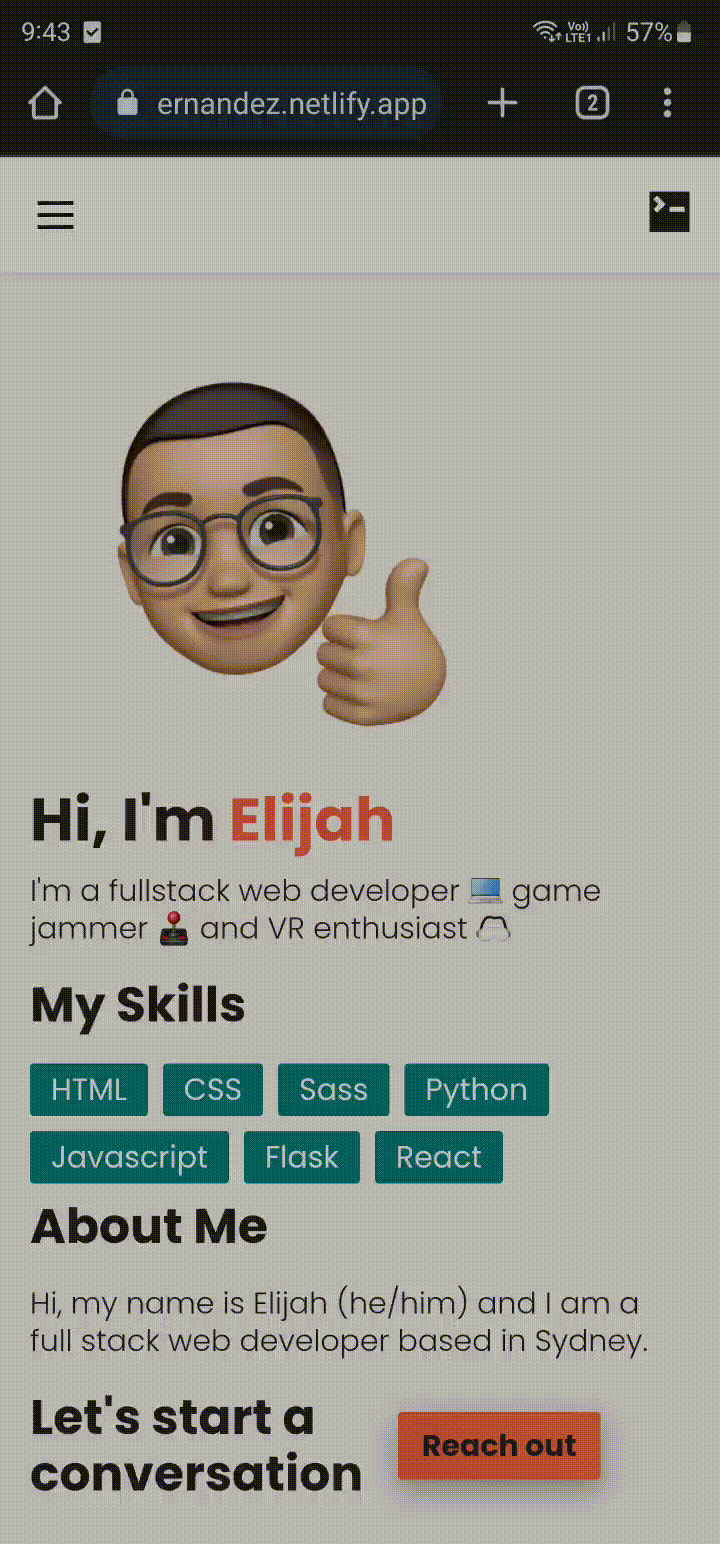 9:43 Vo)) LTE1 57%
ernandez.netlify.app 2
Hi, I'm Elijah
I'm a fullstack web developer 💻 game
jammer 🕹️ and VR enthusiast
My Skills
HTML CSS Sass Python
Javascript Flask React
About Me
Hi, my name is Elijah (he/him) and I am a
full stack web developer based in Sydney.
Let's start a
conversation
Reach out